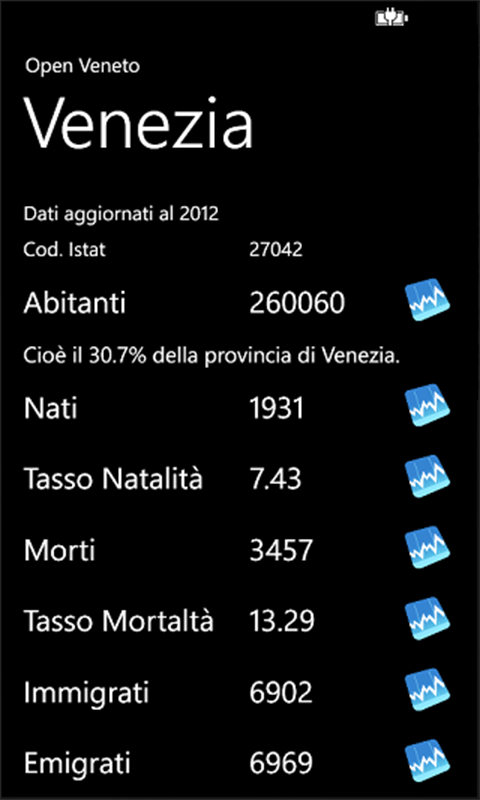 Open Veneto
Venezia
Dati aggiornati al 2012
Cod. Istat 27042
Abitanti 260060
Cioè il 30.7% della provincia di Venezia.
Nati 1931
Tasso Natalità 7.43
Morti 3457
Tasso Mortaltà 13.29
Immigrati 6902
Emigrati 6969